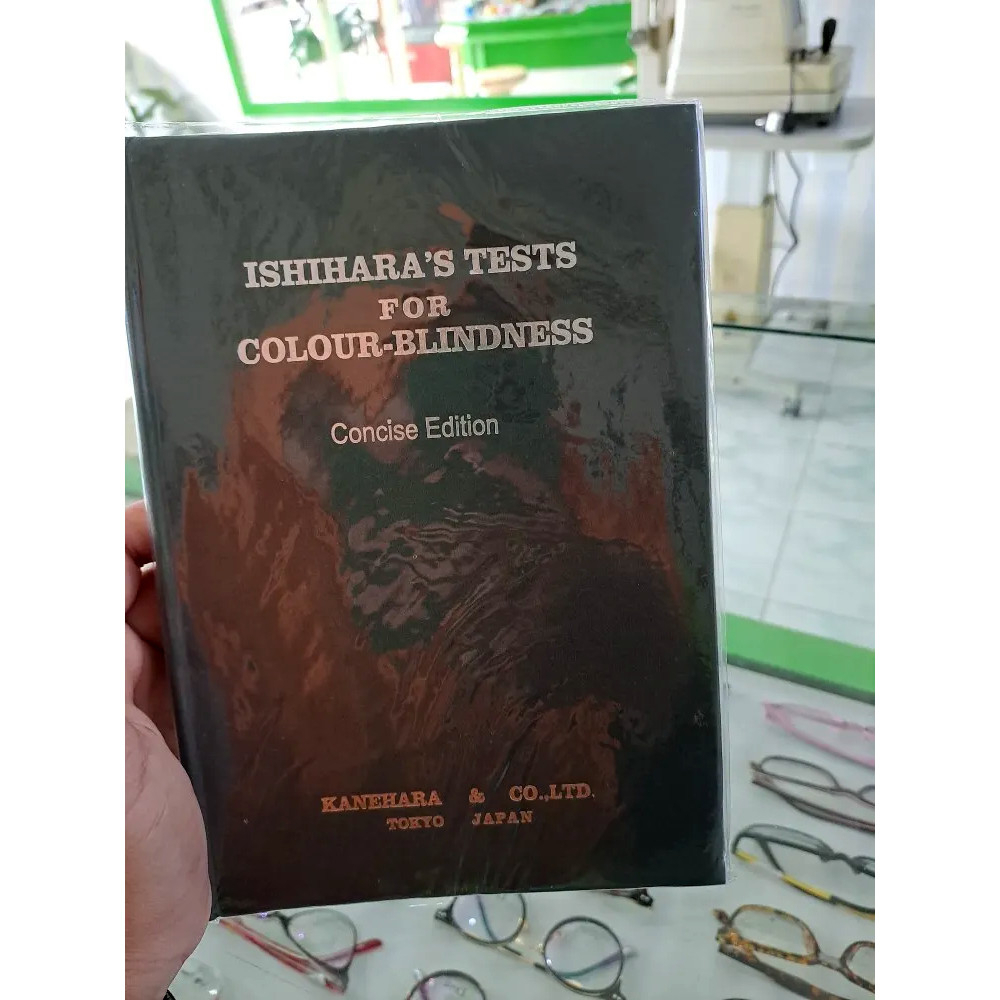 ISHIHARA'S TESTS
FOR
COLOUR-BLINDNESS
Concise Edition
KANEHARA & CO.,LTD.
TOKYO JAPAN